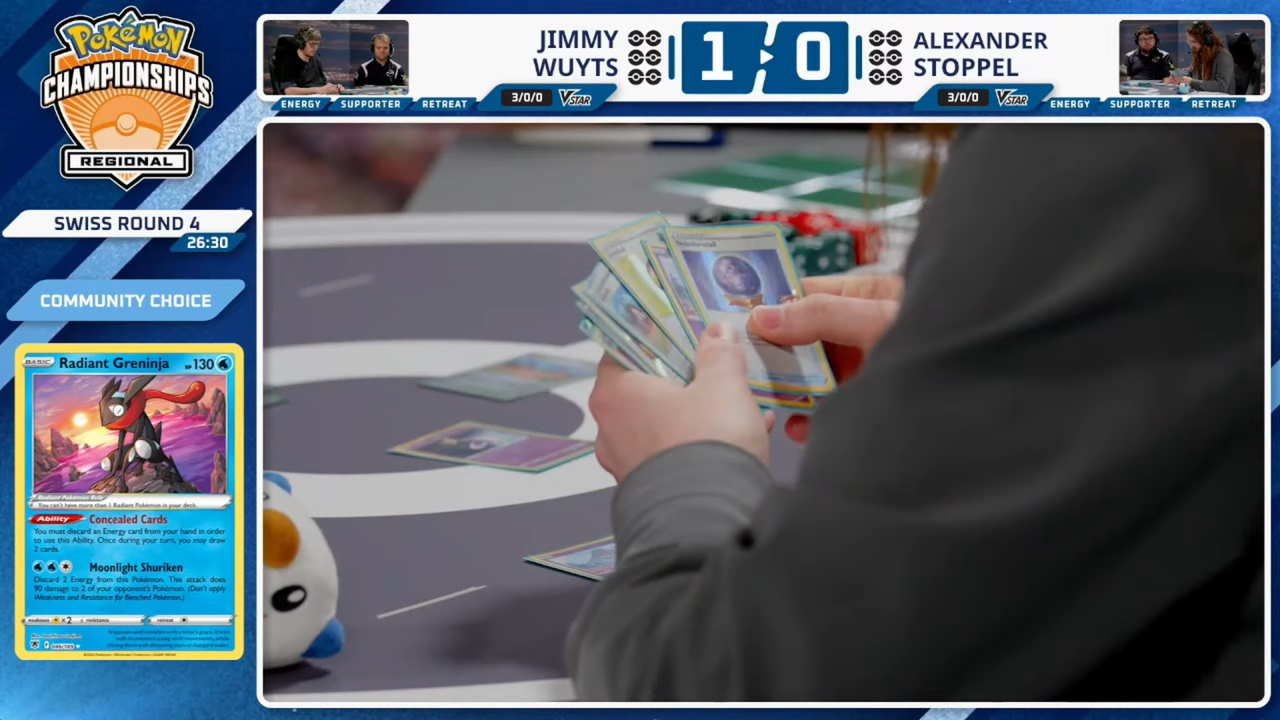 POKÉMON
CHAMPIONSHIPS
REGIONAL
SWISS ROUND 4
26:30
COMMUNITY CHOICE
BASIC
Radiant Greninja
HP 130
Radiant Pokémon Rule
You can't have more than 1 Radiant Pokémon in your deck.
Ability
Concealed Cards
You must discard an Energy card from your hand in order
to use this Ability. Once during your turn, you may draw
2 cards.
Moonlight Shuriken
Discard 2 Energy from this Pokémon. This attack does
90 damage to 2 of your opponent's Pokémon. (Don't apply
Weakness and Resistance for Benched Pokémon.)
weakness
×2
resistance
retreat
046/189
JIMMY
WUYTS
1
0
ALEXANDER
STOPPEL
ENERGY
SUPPORTER
RETREAT
3/0/0
VSTAR
3/0/0
VSTAR
ENERGY
SUPPORTER
RETREAT